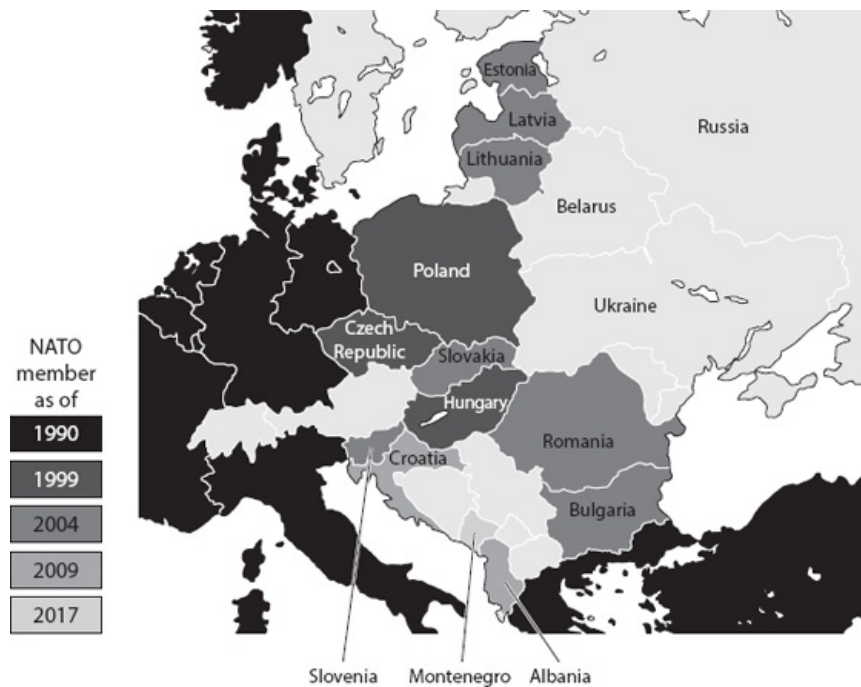 Estonia
Latvia
Russia
Lithuania
Belarus
Poland
Ukraine
Czech
Republic
Slovakia
NATO
member
as of
1990
1999
2004
2009
2017
Hungary
Romania
Croatia
Bulgaria
Slovenia
Montenegro
Albania